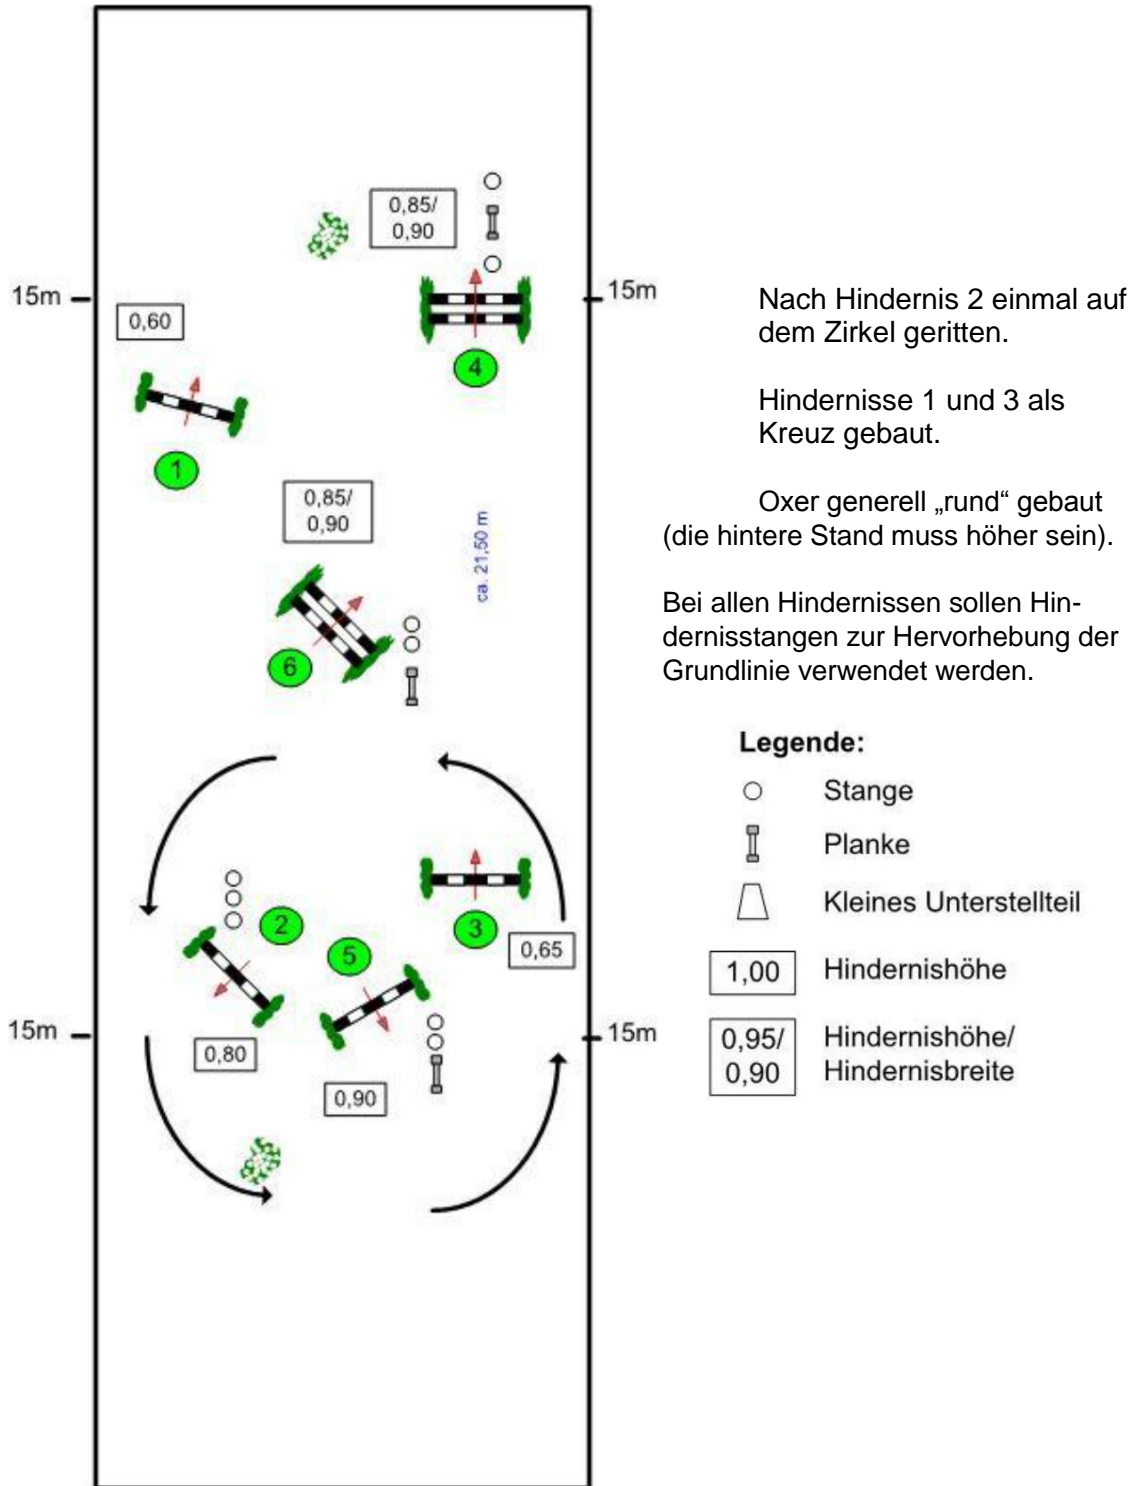 0,85/
0,90
15m
15m
0,60
4
1
0,85/
0,90
ca. 21,50 m
6
2
3
5
0,65
15m
15m
0,80
0,90
Nach Hindernis 2 einmal auf
dem Zirkel geritten.
Hindernisse 1 und 3 als
Kreuz gebaut.
Oxer generell „rund“ gebaut
(die hintere Stand muss höher sein).
Bei allen Hindernissen sollen Hin-
dernisstangen zur Hervorhebung der
Grundlinie verwendet werden.
Legende:
Stange
Planke
Kleines Unterstellteil
1,00 Hindernishöhe
0,95/ Hindernishöhe/
0,90 Hindernisbreite